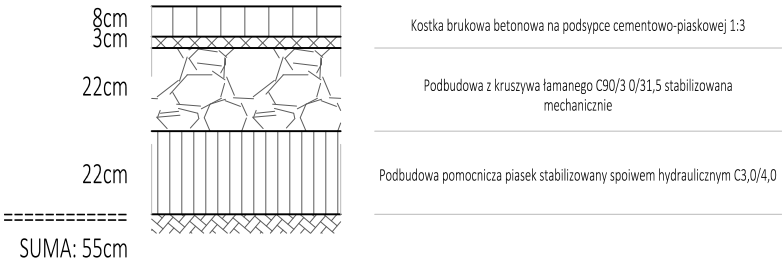 8cm
Kostka brukowa betonowa na podsypce cementowo-piaskowej 1:3
3cm
22cm
Podbudowa z kruszywa łamanego C90/3 0/31,5 stabilizowana
mechanicznie
22cm
Podbudowa pomocnicza piasek stabilizowany spoiwem hydraulicznym C3,0/4,0
SUMA: 55cm